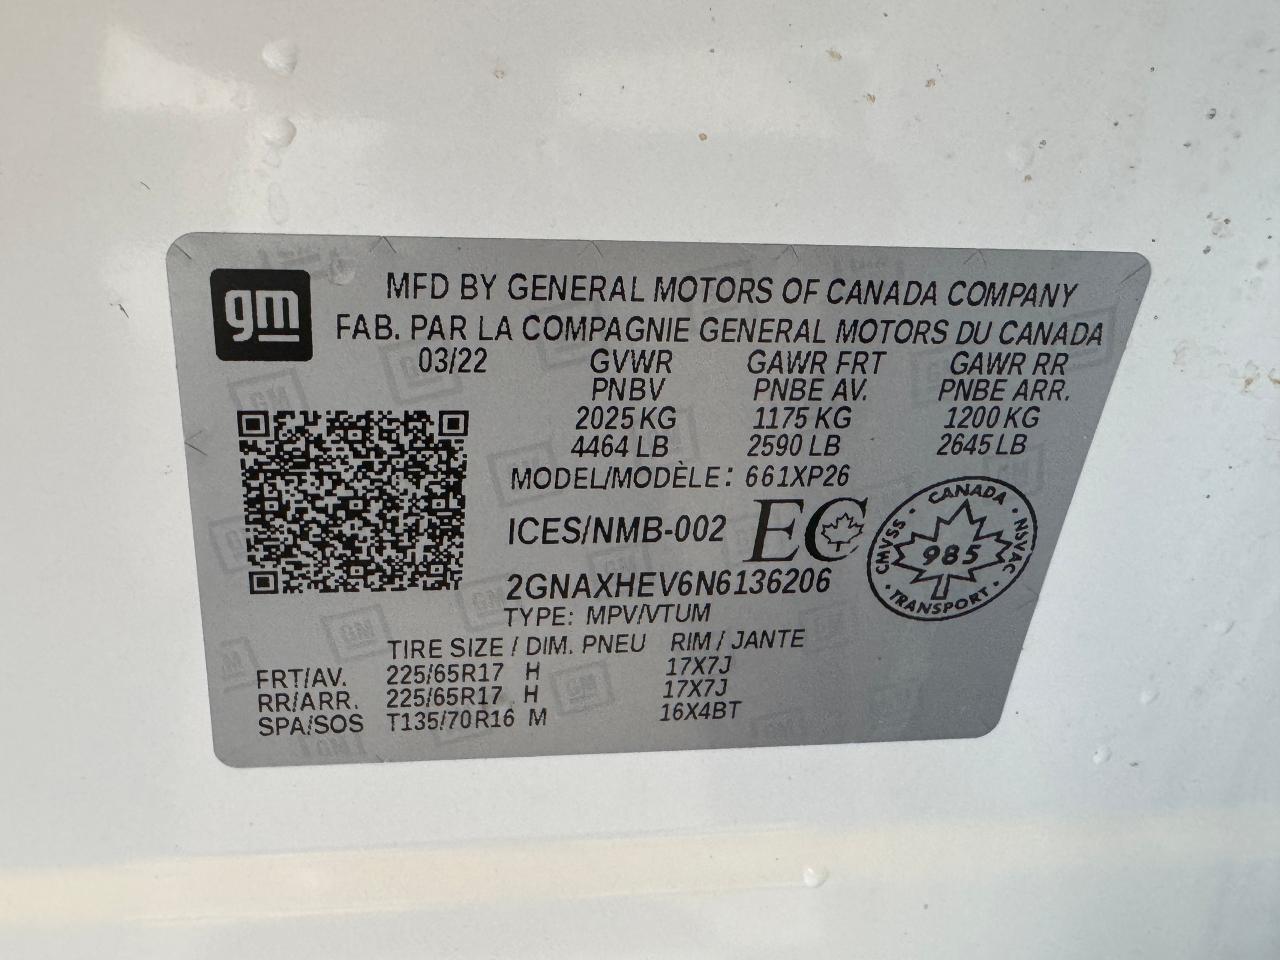 gm
MFD BY GENERAL MOTORS OF CANADA COMPANY
FAB. PAR LA COMPAGNIE GENERAL MOTORS DU CANADA
03/22 GVWR GAWR FRT GAWR RR
PNBV PNBE AV. PNBE ARR.
2025 KG 1175 KG 1200 KG
4464 LB 2590 LB 2645 LB
MODEL/MODÈLE: 661XP26
ICES/NMB-002 EC
CANADA
CMVSS 985 NSVAC
TRANSPORT
2GNAXHEV6N6136206
TYPE: MPV/VTUM
TIRE SIZE / DIM. PNEU RIM / JANTE
FRT/AV. 225/65R17 H 17X7J
RR/ARR. 225/65R17 H 17X7J
SPA/SOS T135/70R16 M 16X4BT